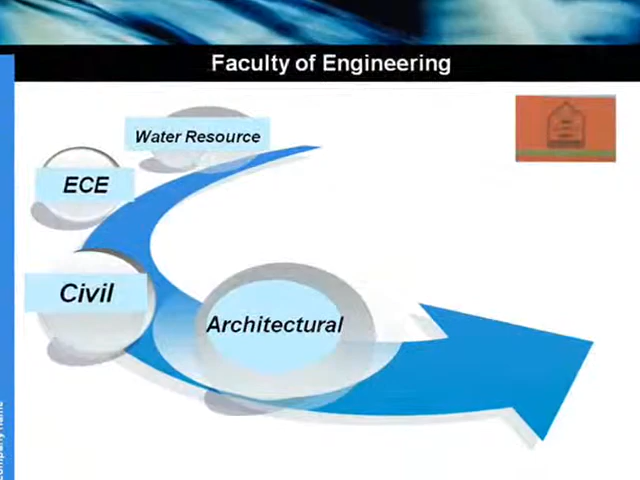 Faculty of Engineering
Water Resource
ECE
Civil
Architectural